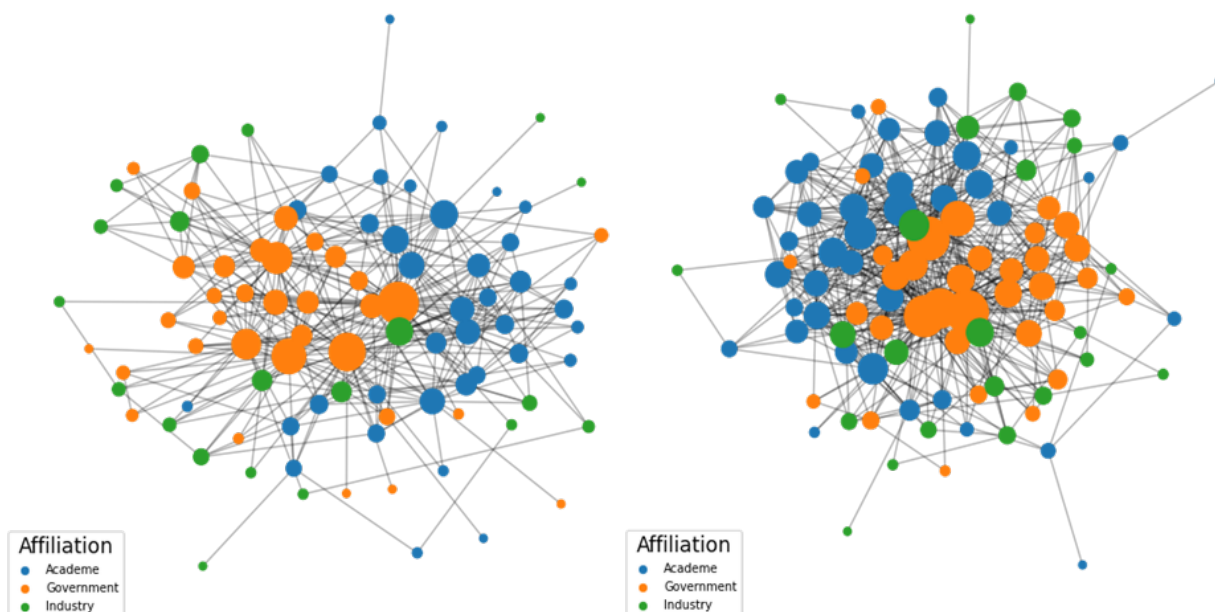 Affiliation
Academe
Government
Industry
Affiliation
Academe
Government
Industry